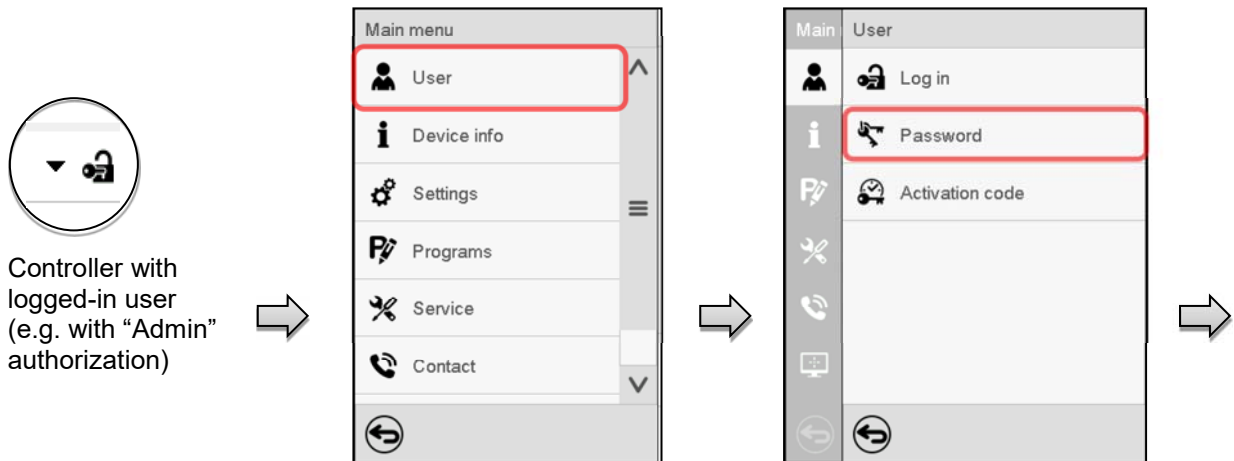 Controller with
logged-in user
(e.g. with “Admin”
authorization)
Main menu
User
Device info
Settings
Programs
Service
Contact
Main
User
Log in
Password
Activation code